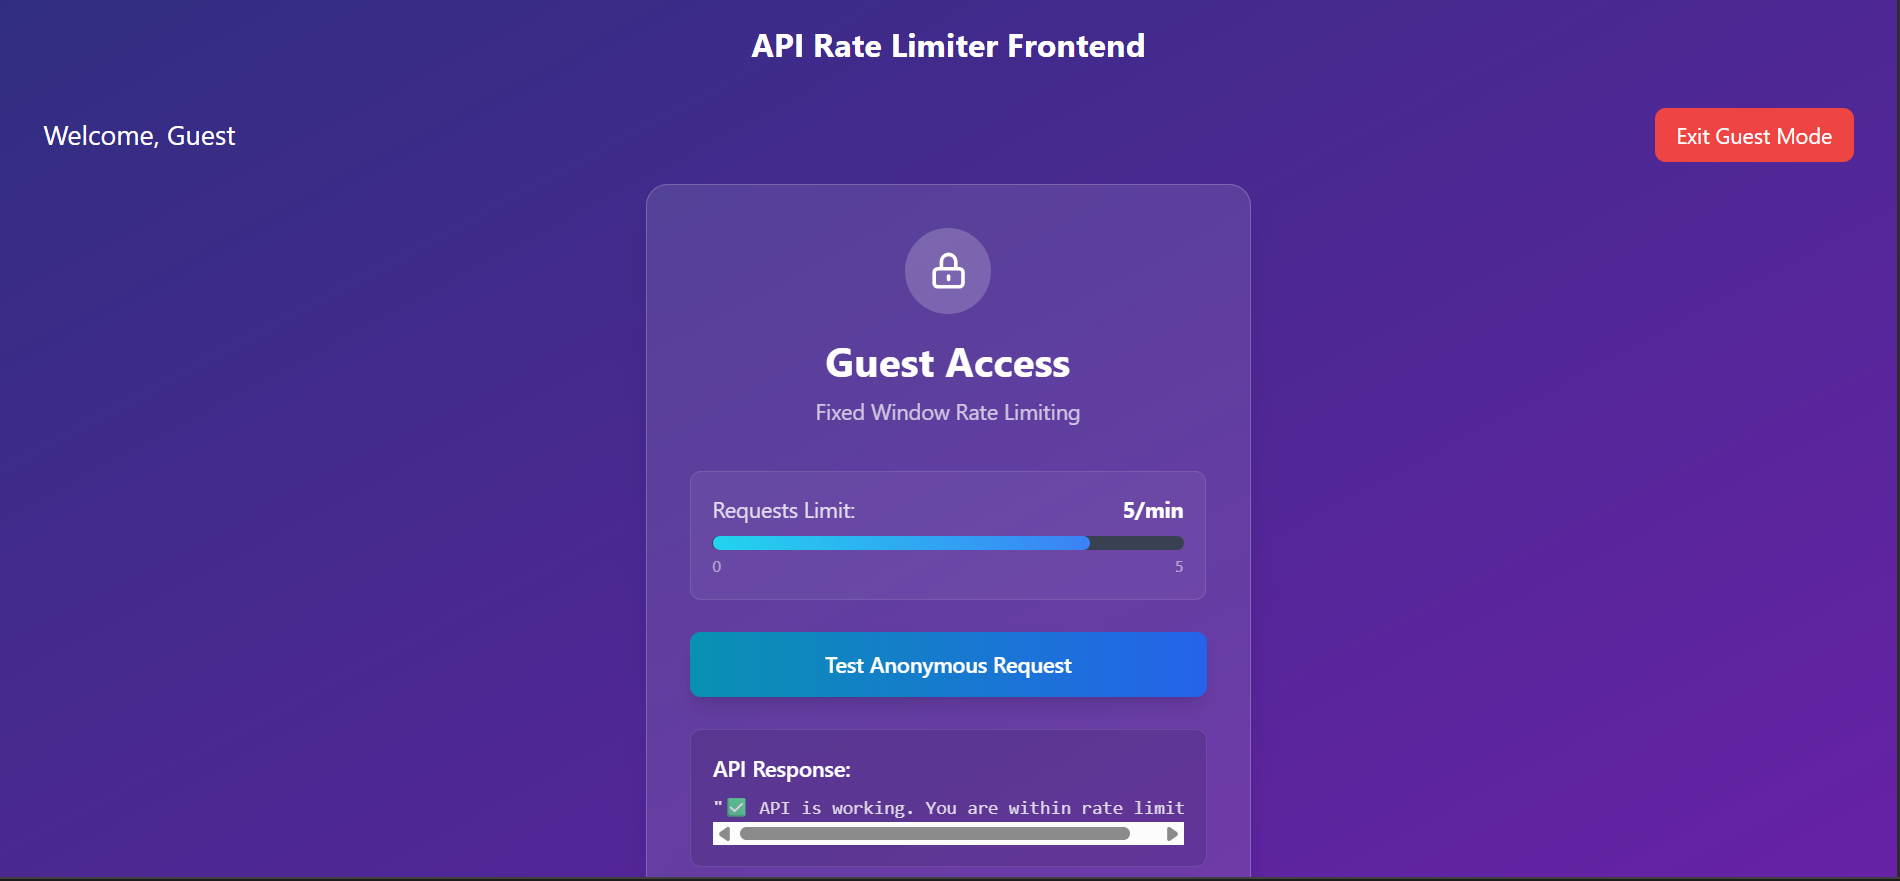 API Rate Limiter Frontend
Welcome, Guest
Exit Guest Mode
Guest Access
Fixed Window Rate Limiting
Requests Limit: 5/min
0 5
Test Anonymous Request
API Response:
"✅ API is working. You are within rate limit